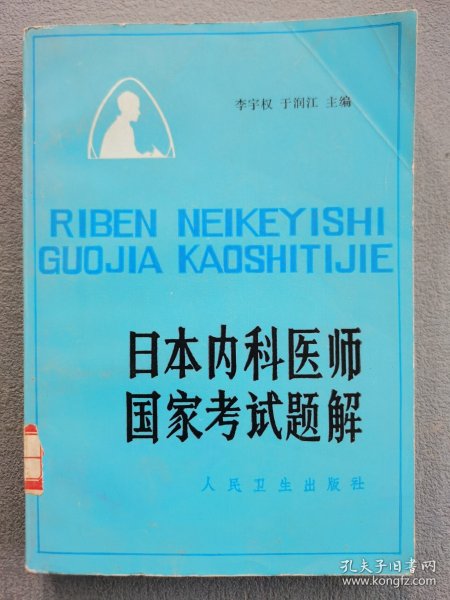 李宇权 于润江 主编
RIBEN NEIKEYISHI
GUOJIA KAOSHITIJIE
日本内科医师
国家考试题解
人民卫生出版社
孔夫子旧书网
www.kongfz.com